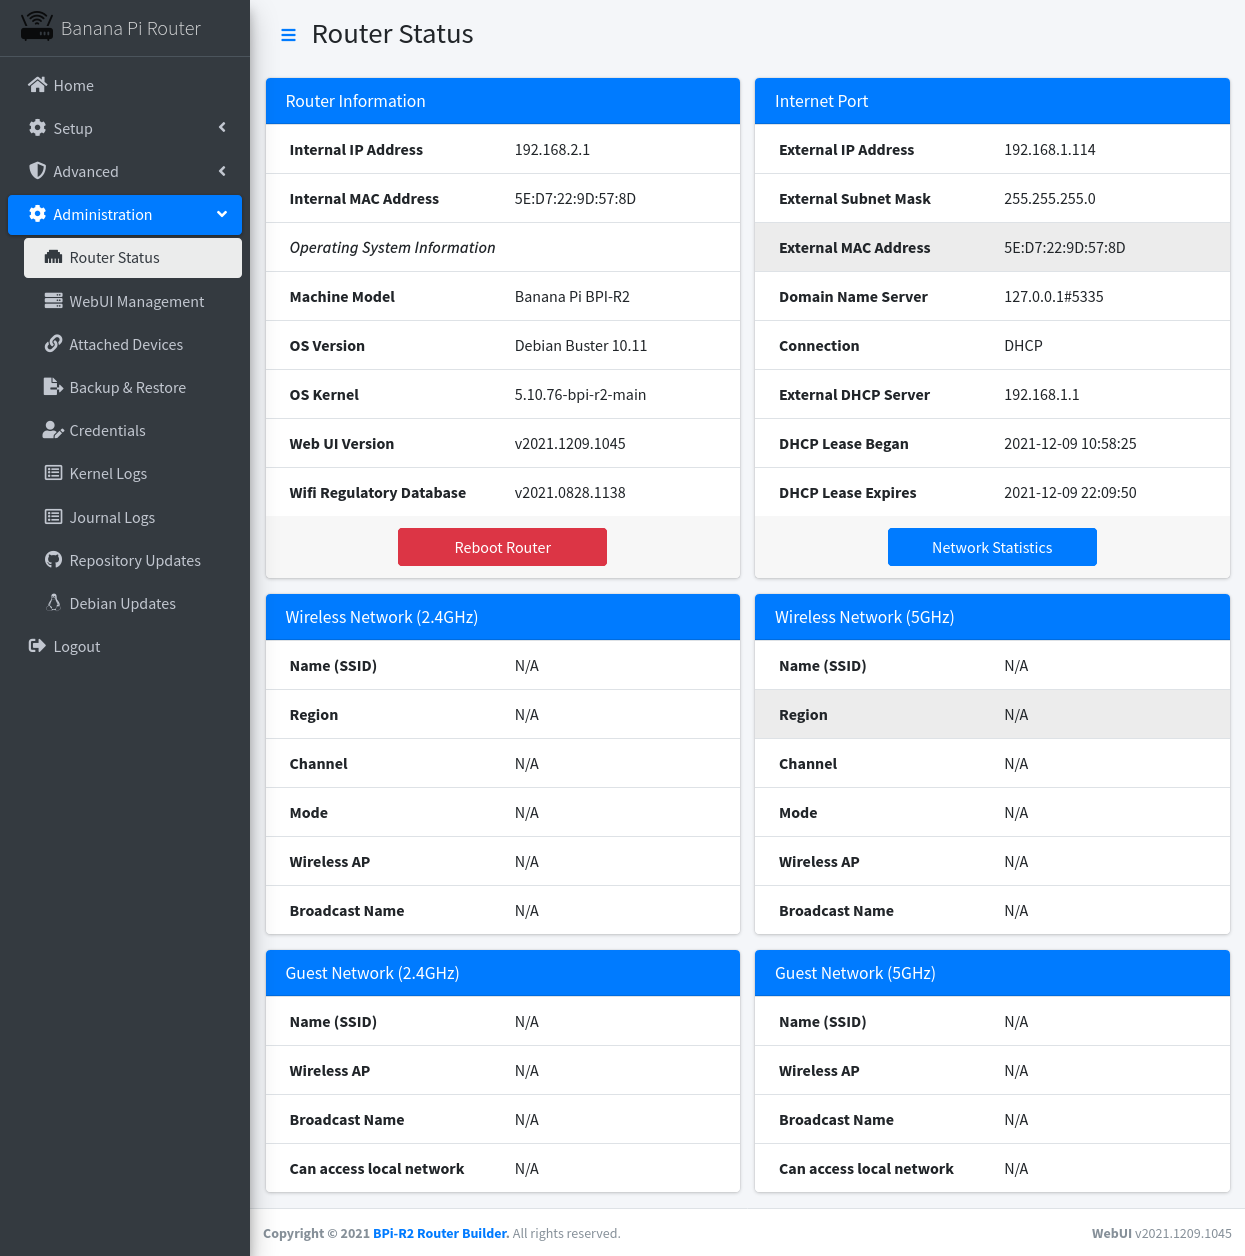 Banana Pi Router
Home
Setup
Advanced
Administration
Router Status
WebUI Management
Attached Devices
Backup & Restore
Credentials
Kernel Logs
Journal Logs
Repository Updates
Debian Updates
Logout
Router Status
Router Information
Internal IP Address 192.168.2.1
Internal MAC Address 5E:D7:22:9D:57:8D
Operating System Information
Machine Model Banana Pi BPI-R2
OS Version Debian Buster 10.11
OS Kernel 5.10.76-bpi-r2-main
Web UI Version v2021.1209.1045
Wifi Regulatory Database v2021.0828.1138
Reboot Router
Internet Port
External IP Address 192.168.1.114
External Subnet Mask 255.255.255.0
External MAC Address 5E:D7:22:9D:57:8D
Domain Name Server 127.0.0.1#5335
Connection DHCP
External DHCP Server 192.168.1.1
DHCP Lease Began 2021-12-09 10:58:25
DHCP Lease Expires 2021-12-09 22:09:50
Network Statistics
Wireless Network (2.4GHz)
Name (SSID) N/A
Region N/A
Channel N/A
Mode N/A
Wireless AP N/A
Broadcast Name N/A
Wireless Network (5GHz)
Name (SSID) N/A
Region N/A
Channel N/A
Mode N/A
Wireless AP N/A
Broadcast Name N/A
Guest Network (2.4GHz)
Name (SSID) N/A
Wireless AP N/A
Broadcast Name N/A
Can access local network N/A
Guest Network (5GHz)
Name (SSID) N/A
Wireless AP N/A
Broadcast Name N/A
Can access local network N/A
Copyright © 2021 BPi-R2 Router Builder. All rights reserved.
WebUI v2021.1209.1045